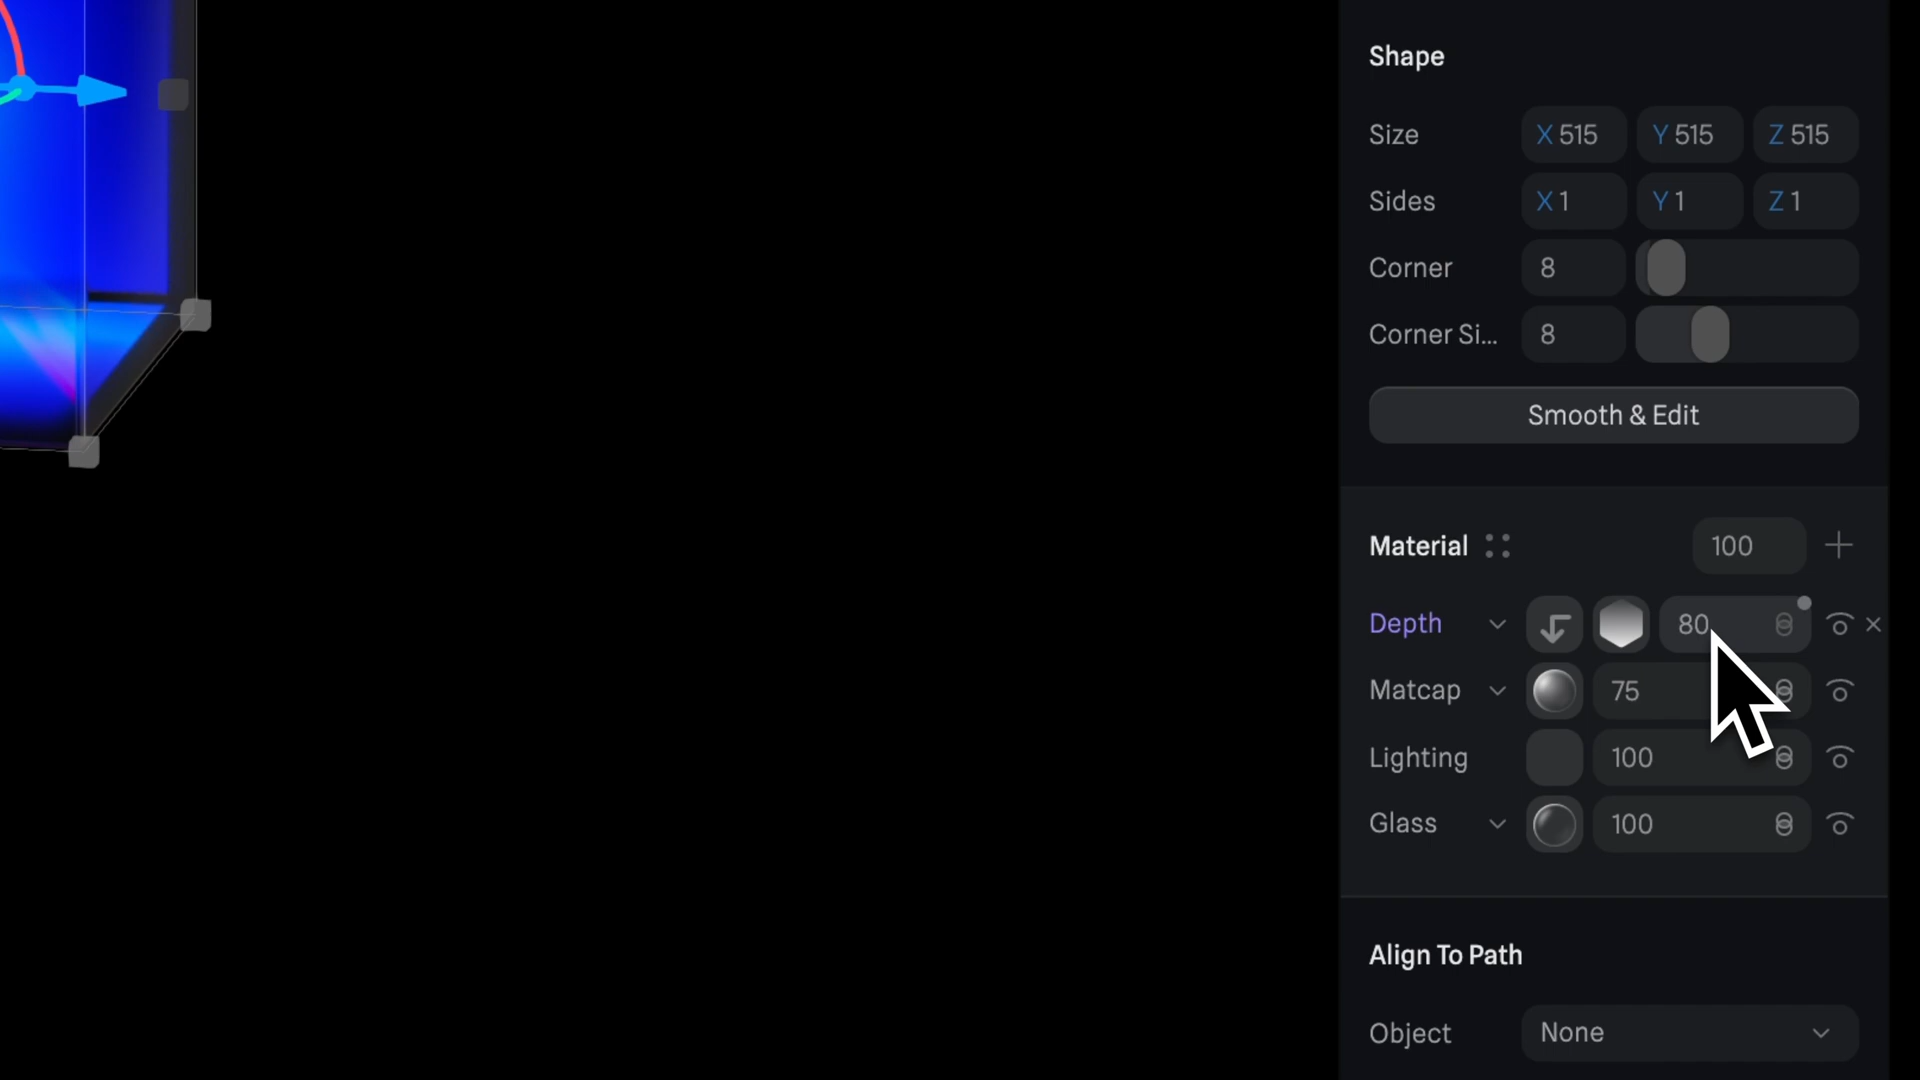 Shape
Size X 515 Y 515 Z 515
Sides X 1 Y 1 Z 1
Corner 8
Corner Si... 8
Smooth & Edit
Material 100
Depth 80
Matcap 75
Lighting 100
Glass 100
Align To Path
Object None